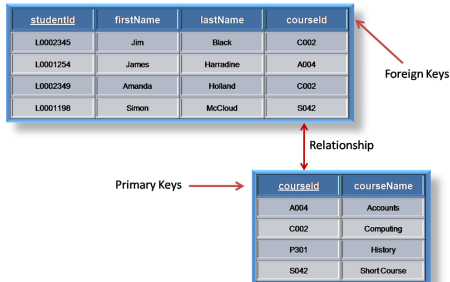 studentId firstName lastName courseId
L0002345 Jim Black C002
L0001254 James Harradine A004
L0002349 Amanda Holland C002
L0001198 Simon McCloud S042
Foreign Keys
Relationship
Primary Keys
courseId courseName
A004 Accounts
C002 Computing
P301 History
S042 Short Course